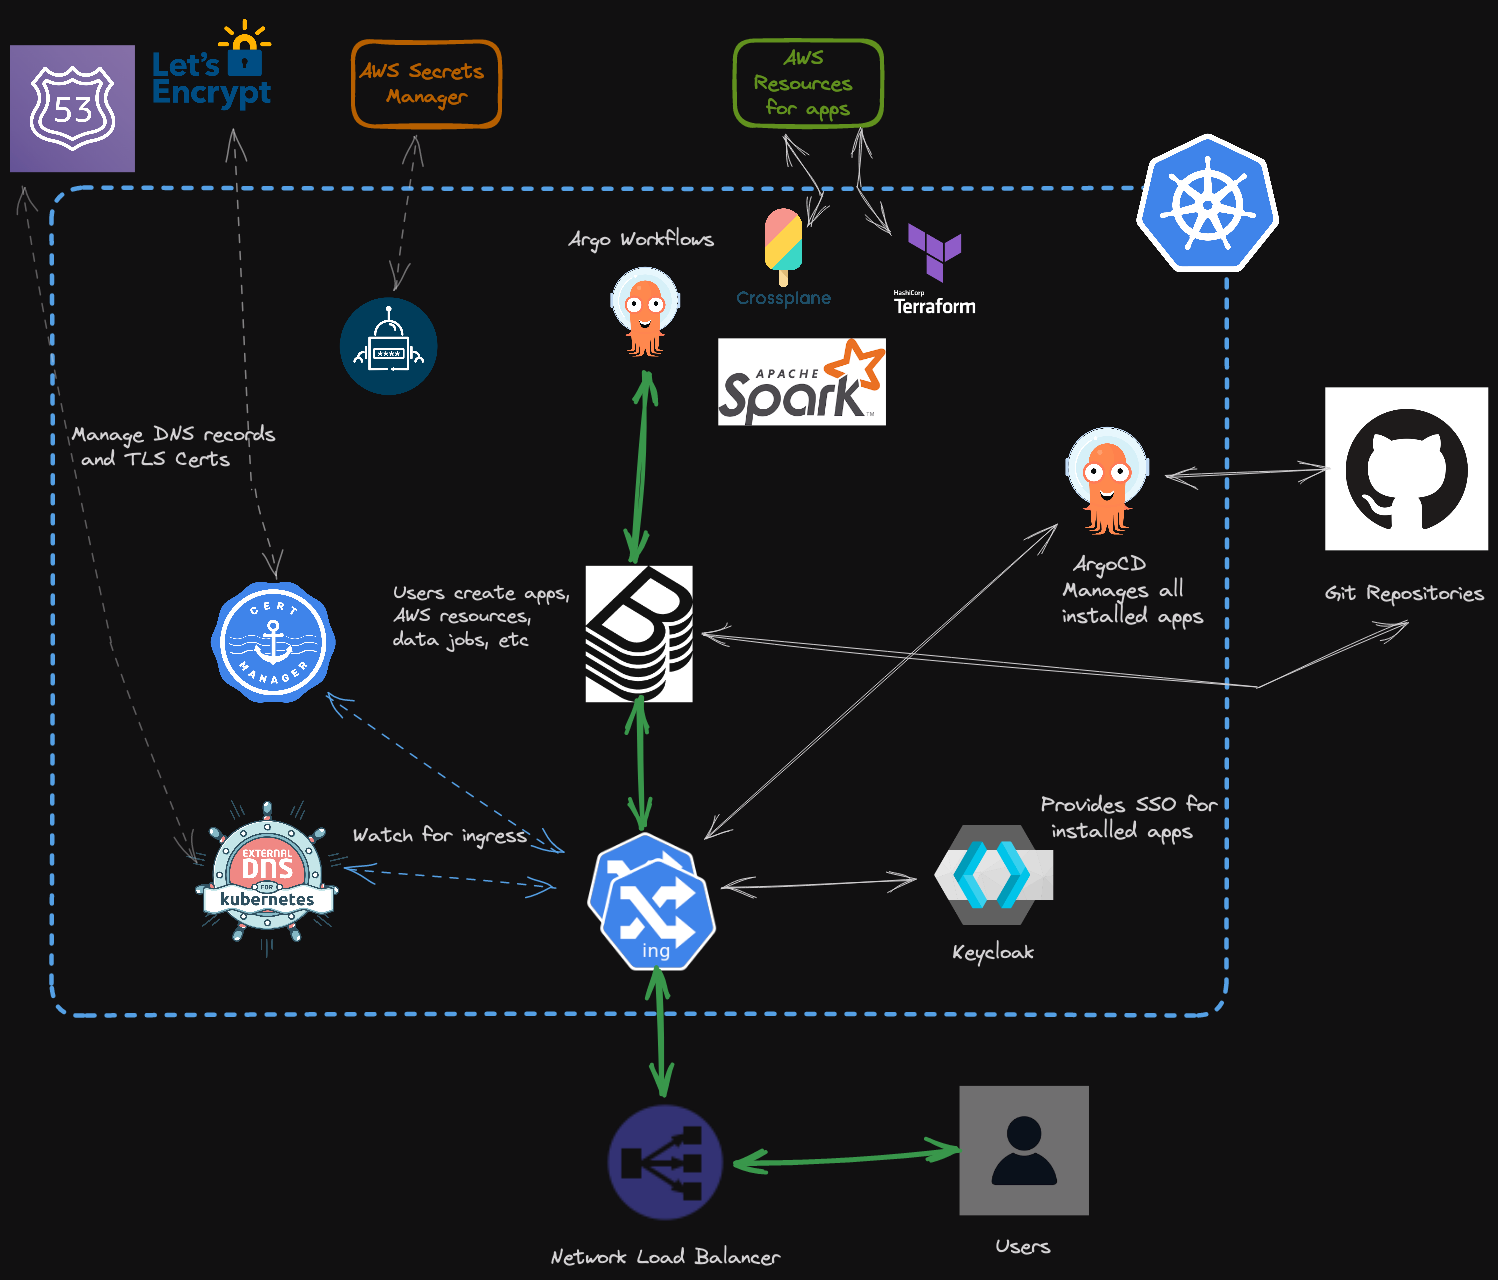 53
Let's
Encrypt
AWS Secrets
Manager
AWS
Resources
for apps
Argo Workflows
Crossplane
HashiCorp
Terraform
****
APACHE
Spark™
Manage DNS records
and TLS Certs
ArgoCD
Manages all
installed apps
Git Repositories
CERT
MANAGER
Users create apps,
AWS resources,
data jobs, etc
B
Provides SSO for
installed apps
Watch for ingress
EXTERNAL
DNS
FOR
kubernetes
ing
Keycloak
Network Load Balancer
Users